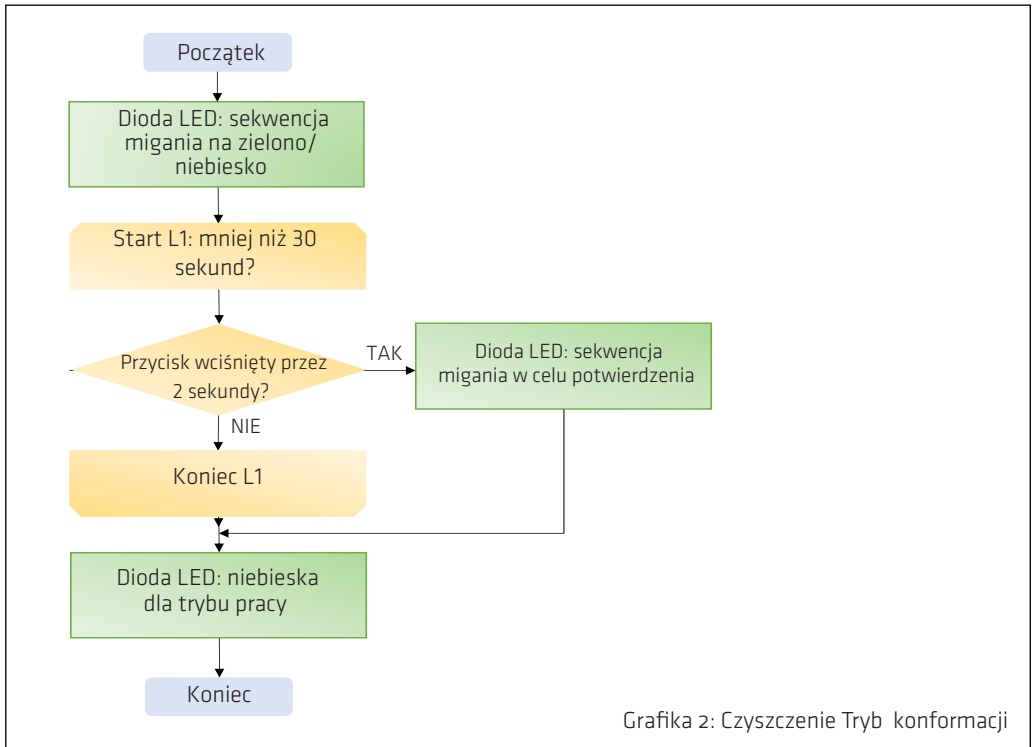 Początek
Dioda LED: sekwencja
migania na zielono/
niebiesko
Start L1: mniej niż 30
sekund?
Przycisk wciśnięty przez
2 sekundy?
TAK
Dioda LED: sekwencja
migania w celu potwierdzenia
NIE
Koniec L1
Dioda LED: niebieska
dla trybu pracy
Koniec
Grafika 2: Czyszczenie Tryb konformacji